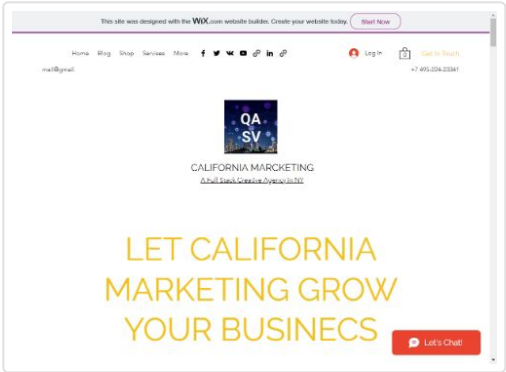 This site was designed with the WiX.com website builder. Create your website today. Start Now
Home Blog Shop Services More Log In 0 Get In Touch
mail@gmail +7 495-224-23341
QA
SV
CALIFORNIA MARCKETING
A Full Stack Creative Agency in NY
LET CALIFORNIA
MARKETING GROW
YOUR BUSINECS
Let's Chat!